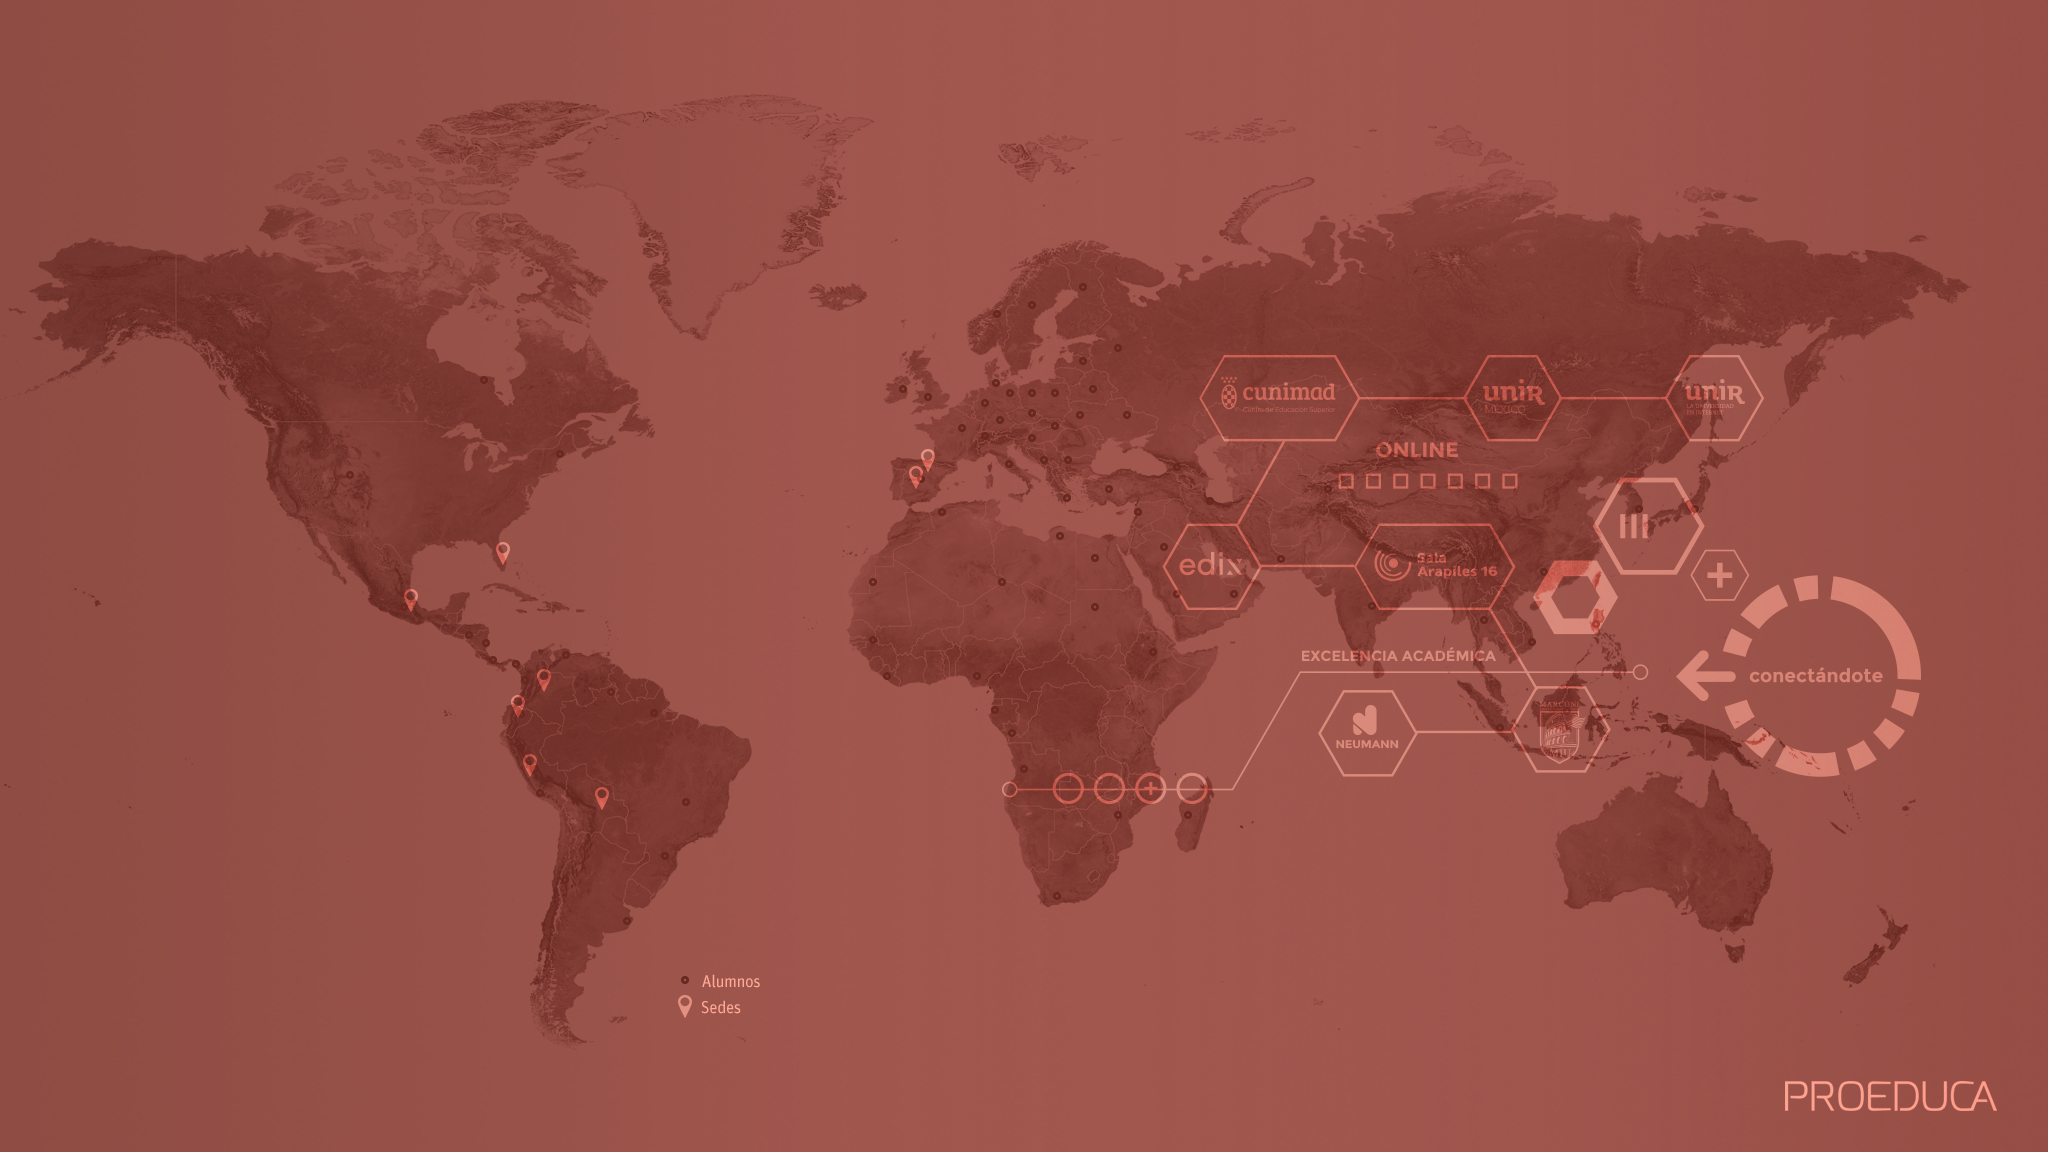 cunimad
Centro de Educación Superior
unir
MÉXICO
unir
LA UNIVERSIDAD
EN INTERNET
ONLINE
edix
Sala
Arapiles 16
EXCELENCIA ACADÉMICA
conectándote
NEUMANN
MARCONI
Alumnos
Sedes
PROEDUCA